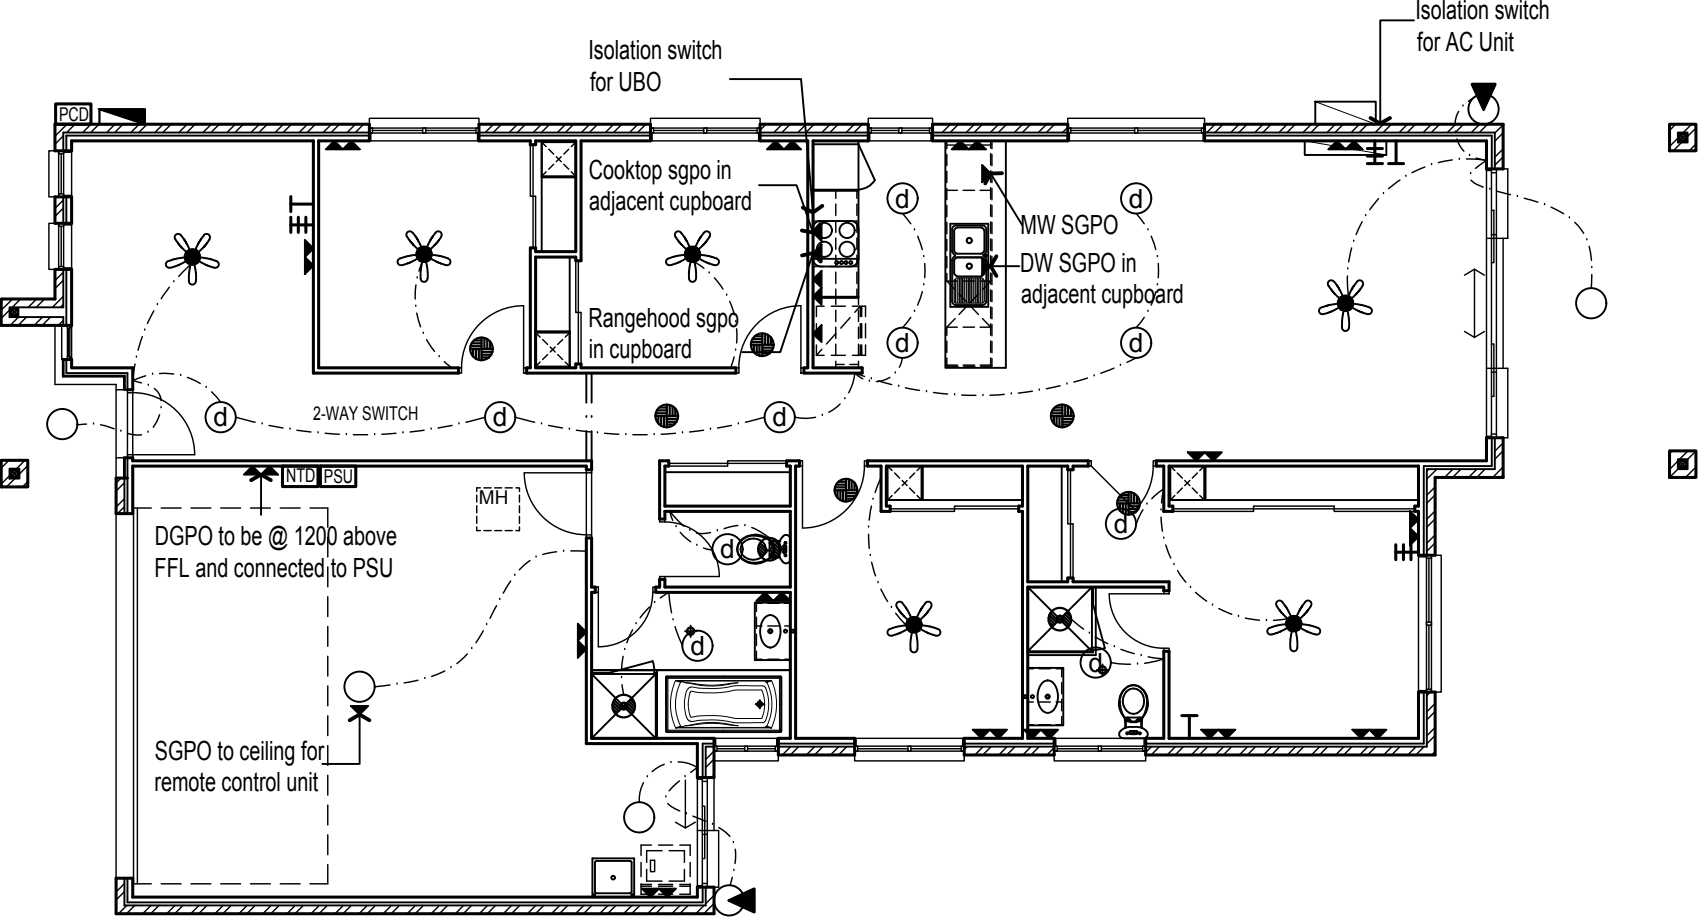 Isolation switch
for AC Unit
Isolation switch
for UBO
PCD
Cooktop sgpo in
adjacent cupboard
d
d
MW SGPO
DW SGPO in
adjacent cupboard
Rangehood sgpo
in cupboard
d
d
2-WAY SWITCH
d
d
d
NTD
PSU
MH
d
DGPO to be @ 1200 above
FFL and connected to PSU
d
d
d
SGPO to ceiling for
remote control unit